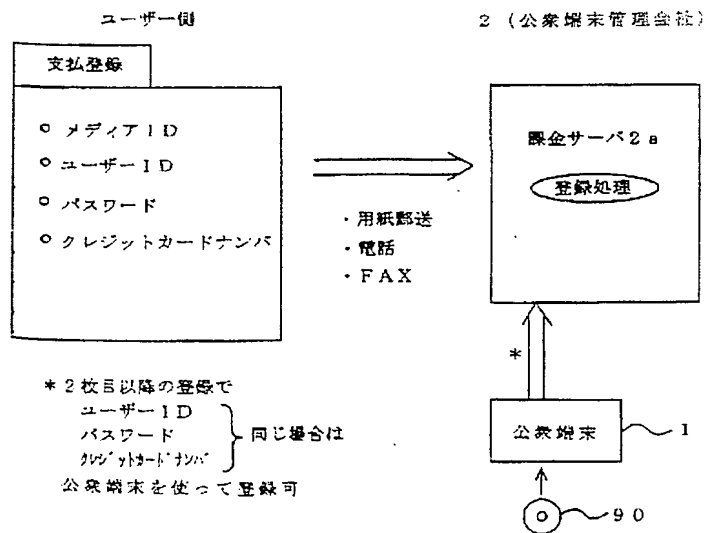 ユーザー側
2 (公衆端末管理会社)
支払登録
○ メディアID
○ ユーザーID
○ パスワード
○ クレジットカードナンバ
・用紙郵送
・電話
・FAX
課金サーバ2a
登録処理
*
*2枚目以降の登録で
ユーザーID
パスワード
クレジットカードナンバ
同じ場合は
公衆端末を使って登録可
公衆端末
1
90